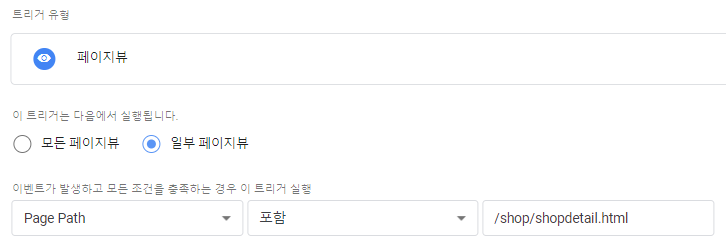 트리거 유형
페이지뷰
이 트리거는 다음에서 실행됩니다.
모든 페이지뷰 일부 페이지뷰
이벤트가 발생하고 모든 조건을 충족하는 경우 이 트리거 실행
Page Path 포함 /shop/shopdetail.html